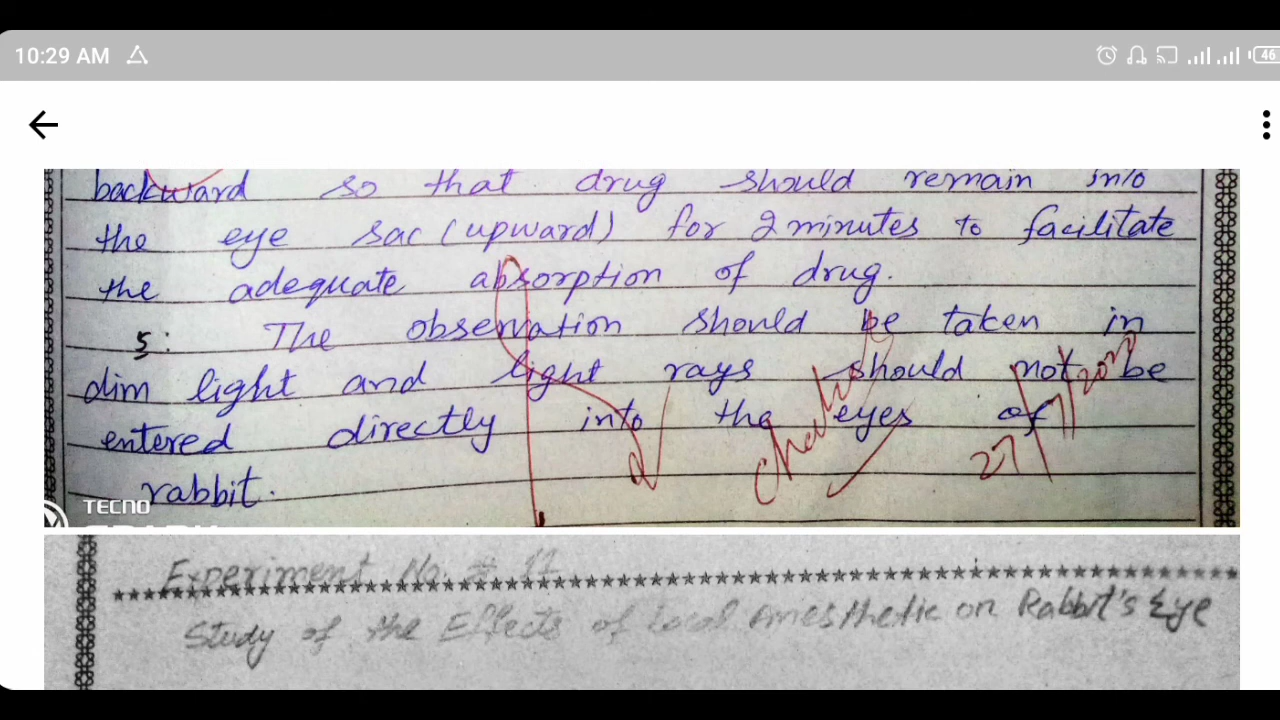 10:29 AM
46
backward so that drug should remain into
the eye sac (upward) for 2 minutes to facilitate
the adequate absorption of drug.
5: The observation should be taken in
dim light and light rays should not be
entered directly into the eyes of
rabbit.
TECNO
Experiment No. # 11
Study of the Effects of Local Anesthetic on Rabbit's Eye